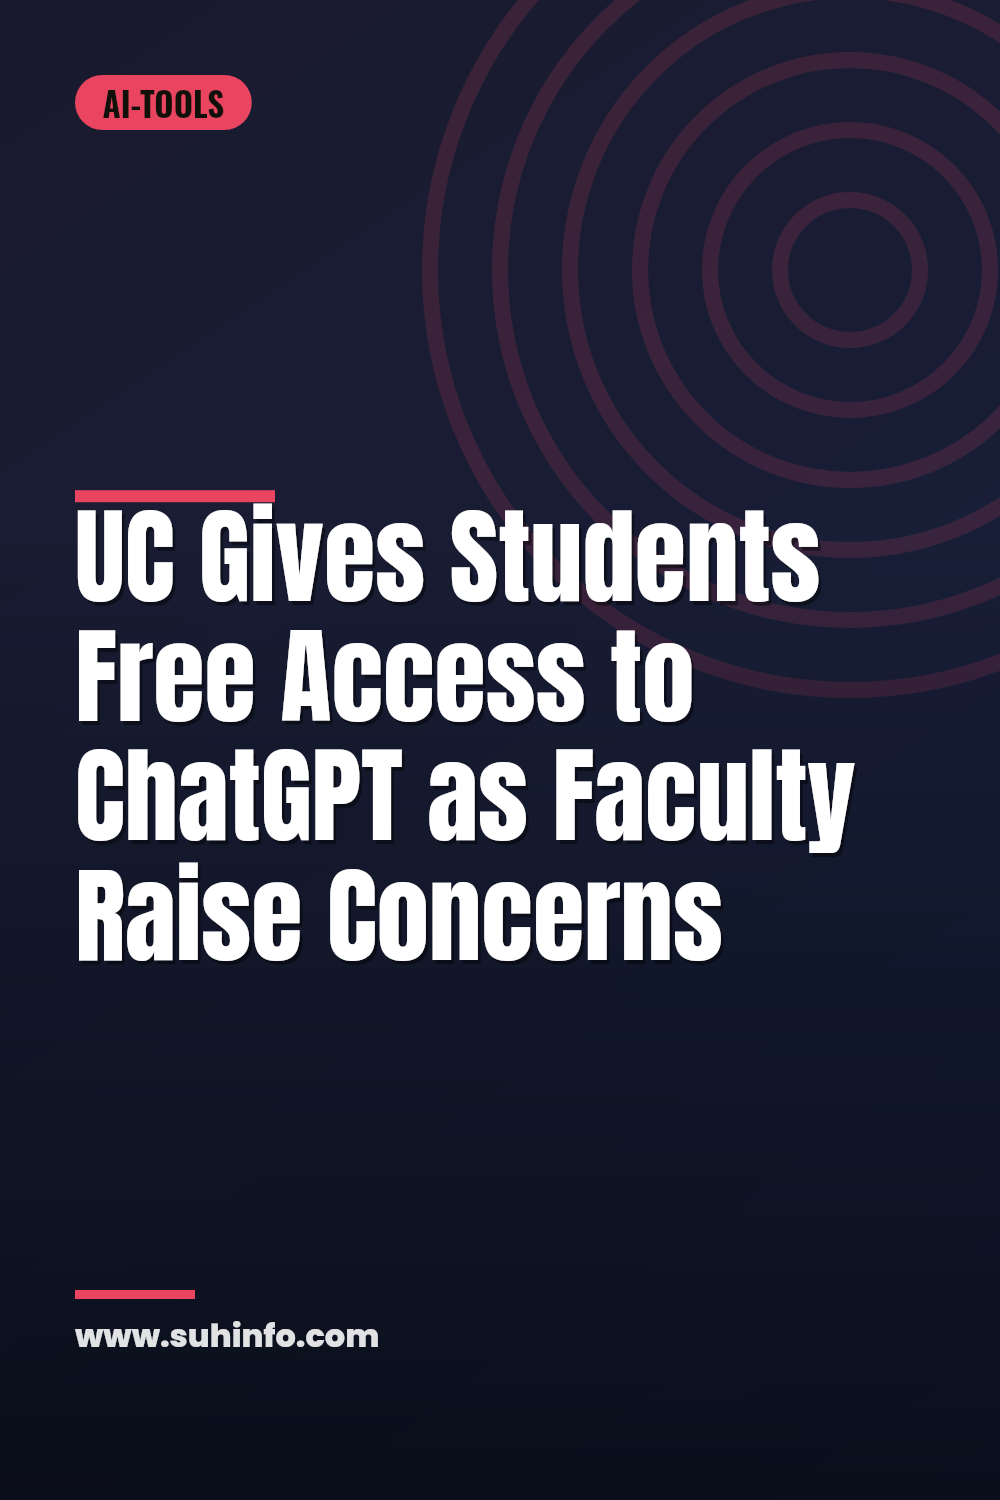 AI-TOOLS
UC Gives Students
Free Access to
ChatGPT as Faculty
Raise Concerns
www.suhinfo.com